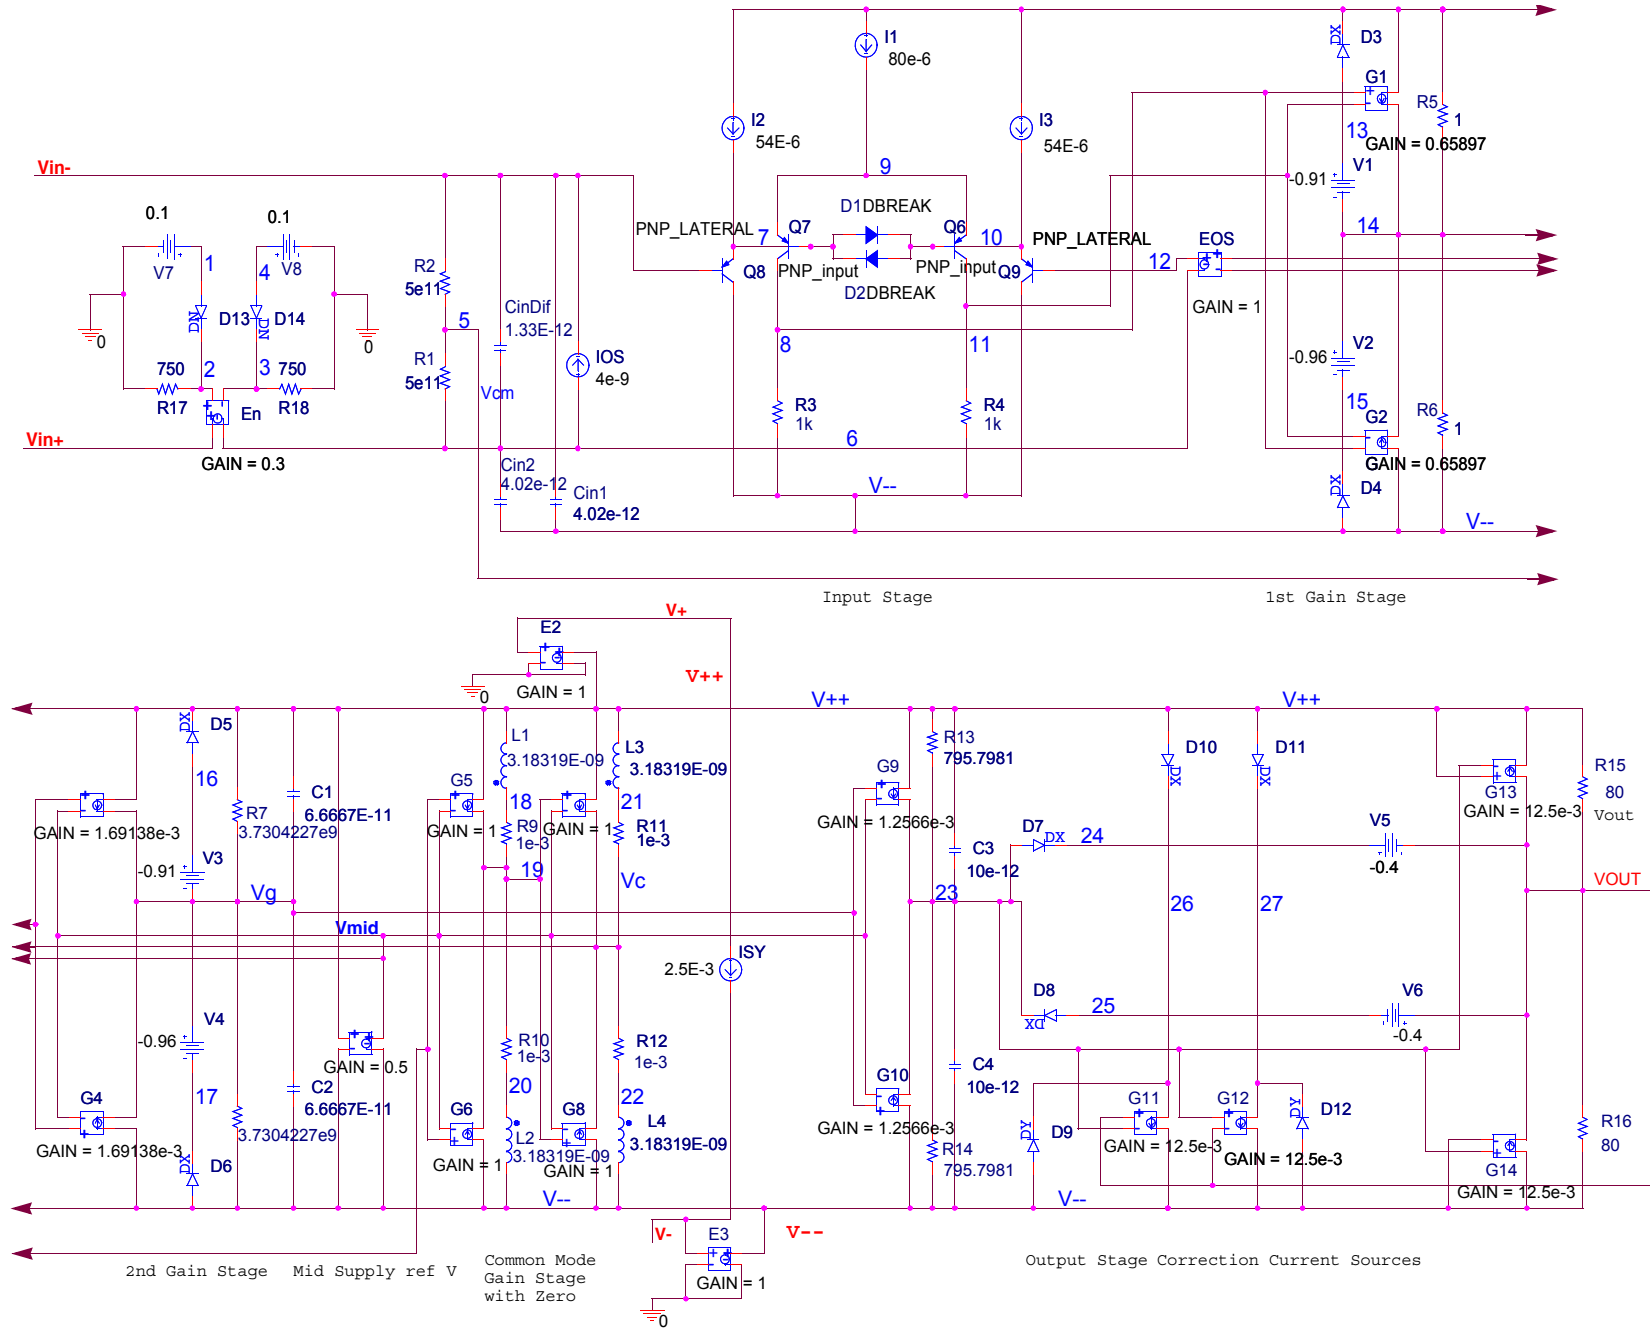 I1
80e-6
I2
54E-6
I3
54E-6
DX
D3
G1
R5
1
13
GAIN = 0.65897
V1
-0.91
14
Vin-
0.1
0.1
V7
1
4
V8
DN
D13
D14
DN
0
0
750
2
3
750
R17
En
R18
Vin+
GAIN = 0.3
R2
5e11
5
R1
5e11
CinDif
1.33E-12
Vcm
IOS
4e-9
Cin2
4.02e-12
Cin1
4.02e-12
9
D1DBREAK
PNP_LATERAL
7
Q7
Q6
10
PNP_LATERAL
Q8
PNP_input
PNP_input
Q9
D2DBREAK
12
EOS
GAIN = 1
8
11
R3
1k
R4
1k
6
V--
V2
-0.96
15
G2
R6
1
GAIN = 0.65897
DX
D4
V--
Input Stage
1st Gain Stage
V+
E2
V++
GAIN = 1
0
V++
V++
DX
D5
16
C1
6.6667E-11
R7
3.7304227e9
GAIN = 1.69138e-3
V3
-0.91
Vg
Vmid
V4
-0.96
17
G4
GAIN = 1.69138e-3
DX
D6
C2
6.6667E-11
3.7304227e9
GAIN = 0.5
L1
3.18319E-09
L3
3.18319E-09
G5
18
21
GAIN = 1
R9
1e-3
GAIN = 1
R11
1e-3
19
Vc
ISY
2.5E-3
R10
1e-3
R12
1e-3
20
22
G6
G8
L2
3.18319E-09
L4
3.18319E-09
GAIN = 1
GAIN = 1
V--
V-
E3
V--
GAIN = 1
0
2nd Gain Stage
Mid Supply ref V
Common Mode
Gain Stage
with Zero
R13
795.7981
G9
GAIN = 1.2566e-3
C3
10e-12
23
D7
DX
24
V5
-0.4
D8
DX
25
V6
-0.4
C4
10e-12
G10
GAIN = 1.2566e-3
R14
795.7981
D10
DX
D11
DX
26
27
G13
GAIN = 12.5e-3
R15
80
Vout
VOUT
DY
D9
G11
GAIN = 12.5e-3
G12
GAIN = 12.5e-3
DY
D12
G14
GAIN = 12.5e-3
R16
80
V--
Output Stage Correction Current Sources